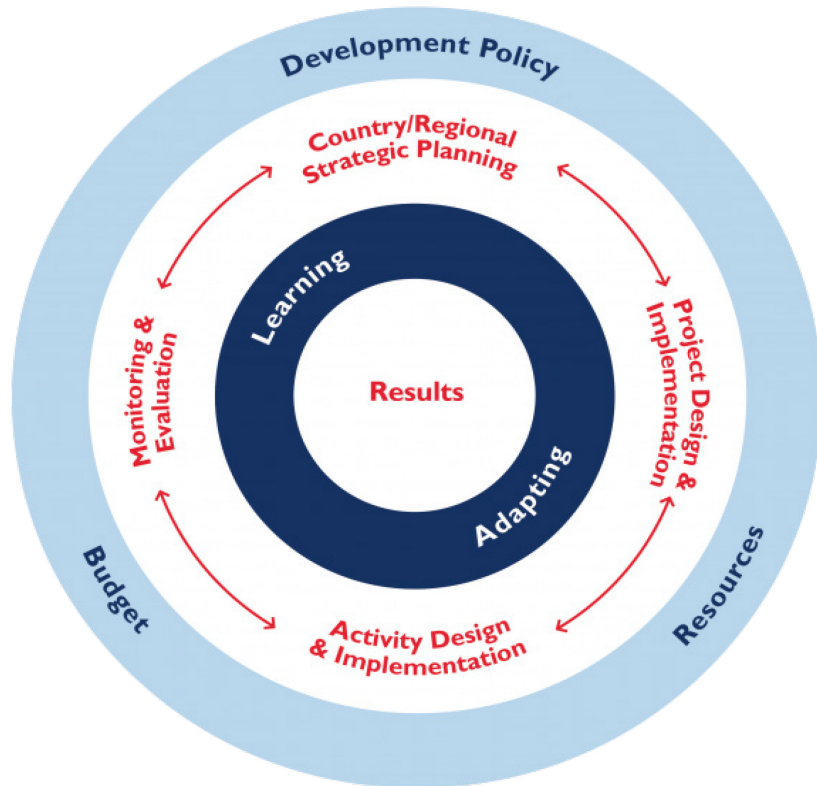 Development Policy
Country/Regional
Strategic Planning
Learning
Monitoring &
Evaluation
Results
Project Design &
Implementation
Adapting
Budget
Resources
Activity Design
& Implementation